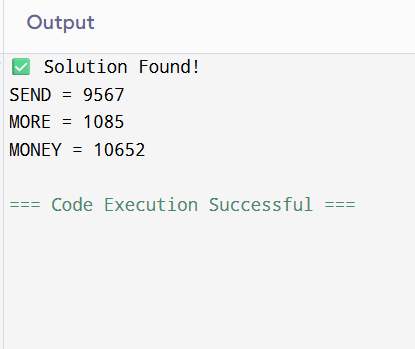 Output
✅ Solution Found!
SEND = 9567
MORE = 1085
MONEY = 10652
=== Code Execution Successful ===